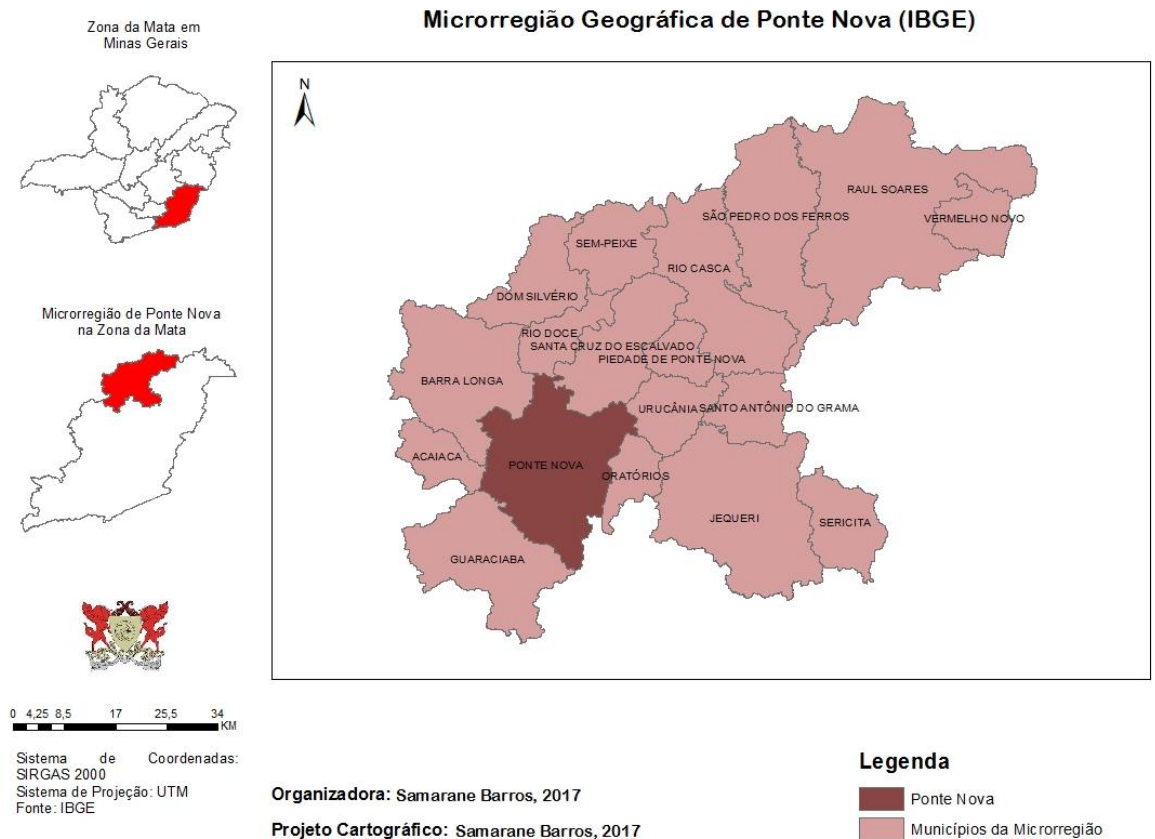 Microrregião Geográfica de Ponte Nova (IBGE)
Zona da Mata em
Minas Gerais
Microrregião de Ponte Nova
na Zona da Mata
N
RAUL SOARES
SÃO PEDRO DOS FERROS
VERMELHO NOVO
SEM-PEIXE
RIO CASCA
DOM SILVÉRIO
RIO DOCE
SANTA CRUZ DO ESCALVADO
PIEDADE DE PONTE NOVA
BARRA LONGA
URUCÂNIA
SANTO ANTÔNIO DO GRAMA
ACAIACA
PONTE NOVA
ORATÓRIOS
JEQUERI
SERICITA
GUARACIABA
0 4,25 8,5 17 25,5 34
KM
Sistema de Coordenadas:
SIRGAS 2000
Sistema de Projeção: UTM
Fonte: IBGE
Organizadora: Samarane Barros, 2017
Projeto Cartográfico: Samarane Barros, 2017
Legenda
Ponte Nova
Municípios da Microrregião